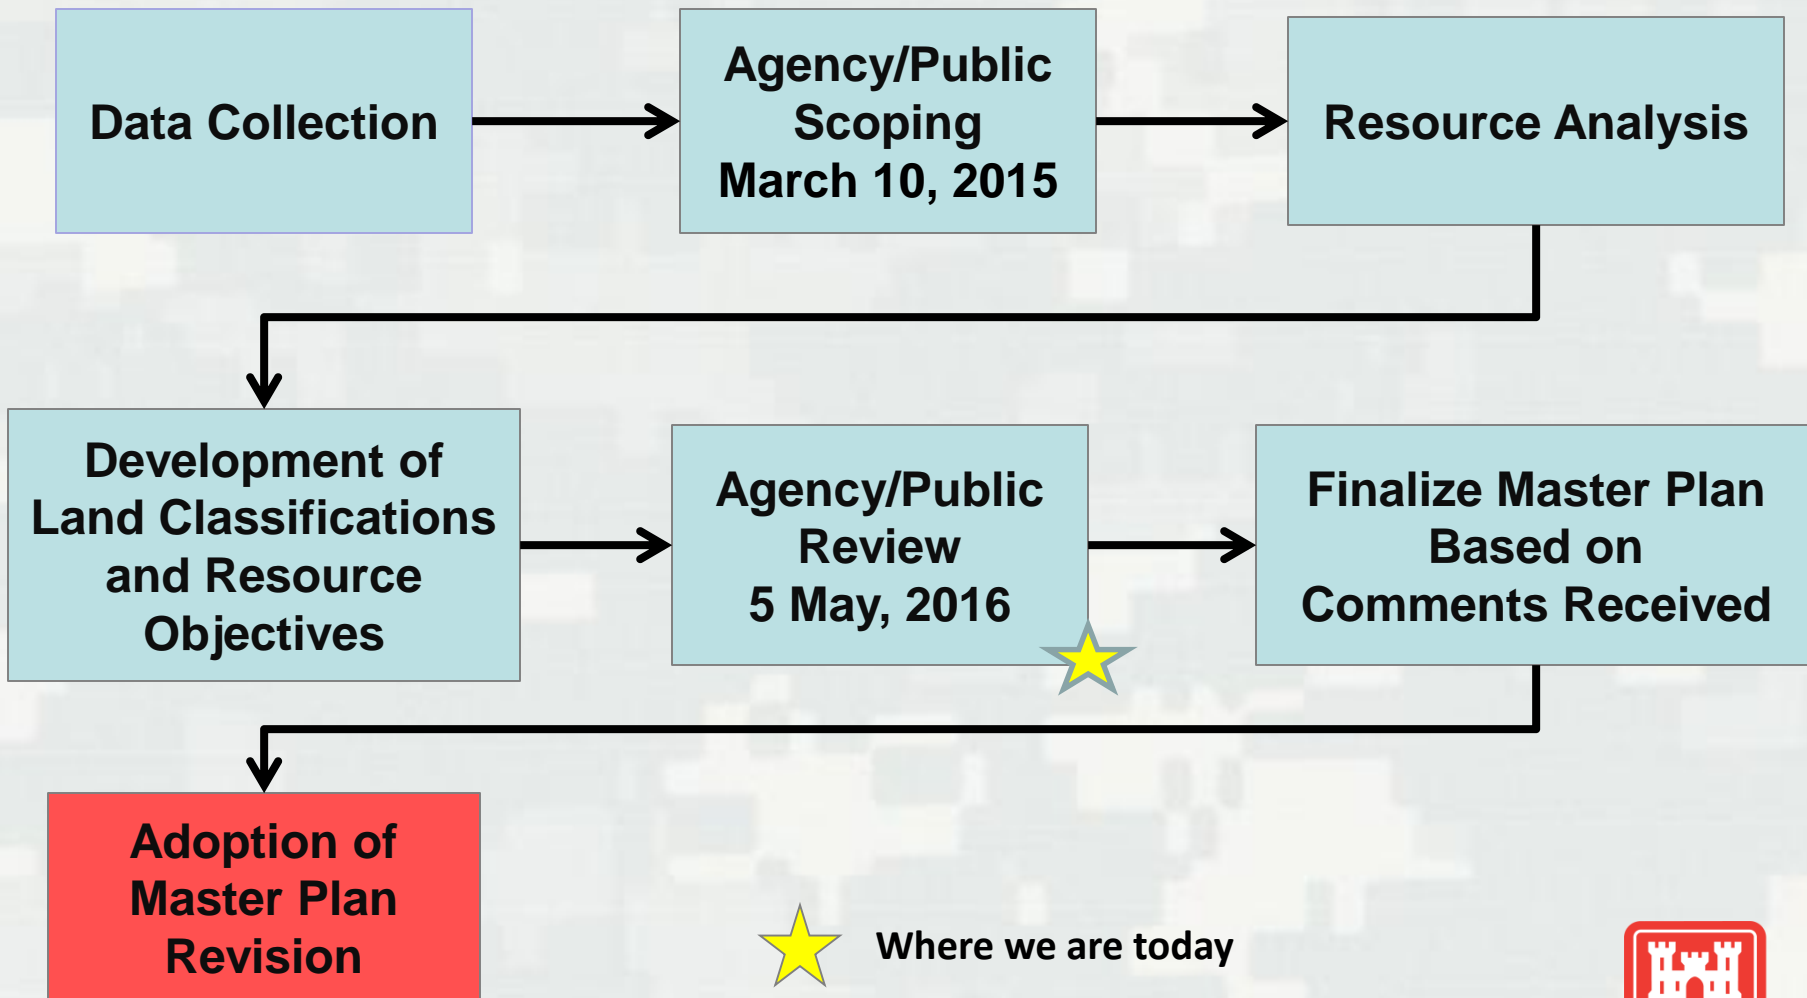 Data Collection
Agency/Public
Scoping
March 10, 2015
Resource Analysis
Development of
Land Classifications
and Resource
Objectives
Agency/Public
Review
5 May, 2016
Finalize Master Plan
Based on
Comments Received
Adoption of
Master Plan
Revision
Where we are today